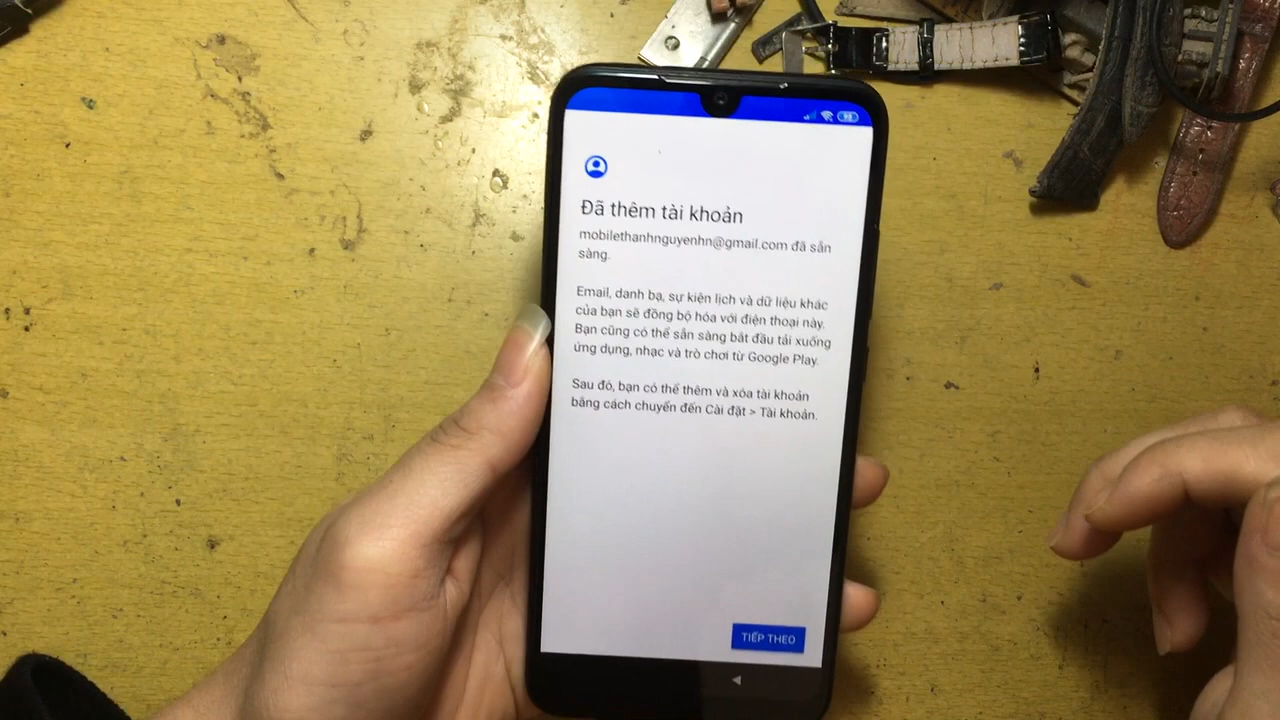 98
Đã thêm tài khoản
mobilethanhnguyenhn@gmail.com đã sẵn
sàng.
Email, danh bạ, sự kiện lịch và dữ liệu khác
của bạn sẽ đồng bộ hóa với điện thoại này.
Bạn cũng có thể sẵn sàng bắt đầu tải xuống
ứng dụng, nhạc và trò chơi từ Google Play.
Sau đó, bạn có thể thêm và xóa tài khoản
bằng cách chuyển đến Cài đặt > Tài khoản.
TIẾP THEO